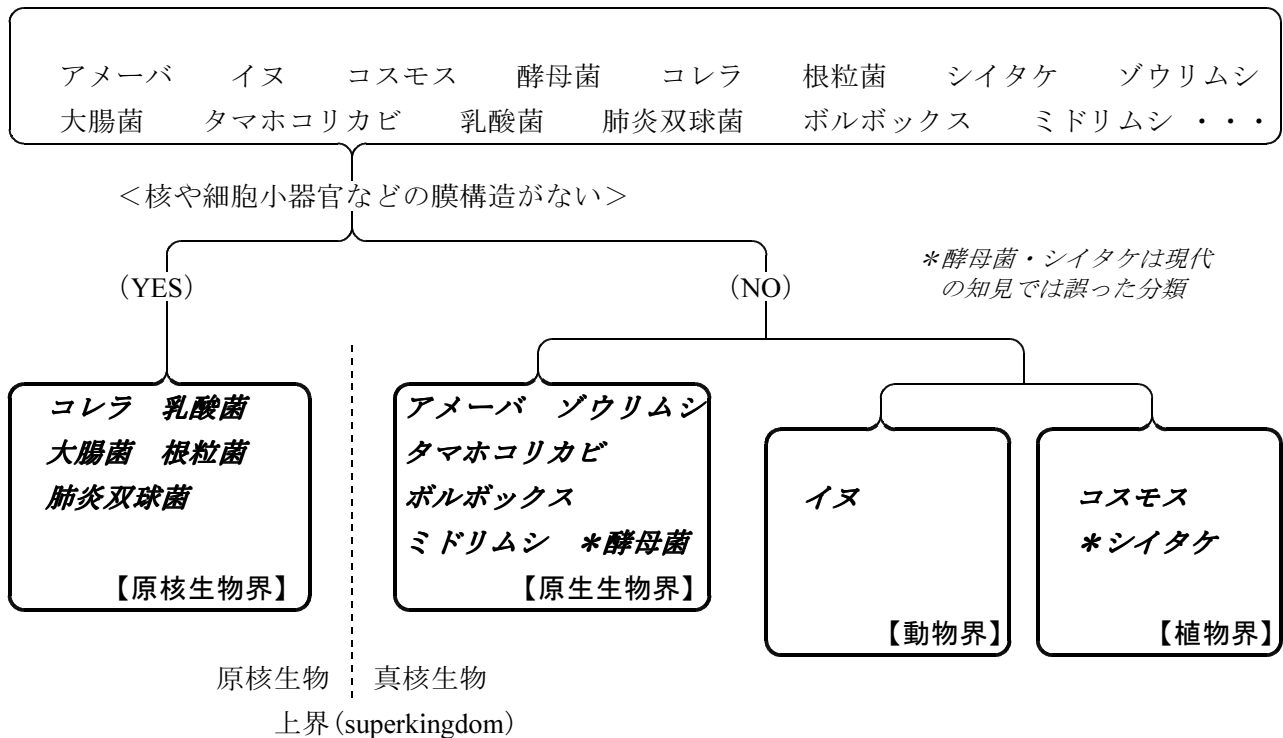 アメーバ　イヌ　コスモス　酵母菌　コレラ　根粒菌　シイタケ　ゾウリムシ
大腸菌　タマホコリカビ　乳酸菌　肺炎双球菌　ボルボックス　ミドリムシ ・・・
＜核や細胞小器官などの膜構造がない＞
(YES)
(NO)
＊酵母菌・シイタケは現代
の知見では誤った分類
コレラ　乳酸菌
大腸菌　根粒菌
肺炎双球菌
【原核生物界】
アメーバ　ゾウリムシ
タマホコリカビ
ボルボックス
ミドリムシ　＊酵母菌
【原生生物界】
イヌ
【動物界】
コスモス
＊シイタケ
【植物界】
原核生物　真核生物
上界(superkingdom)